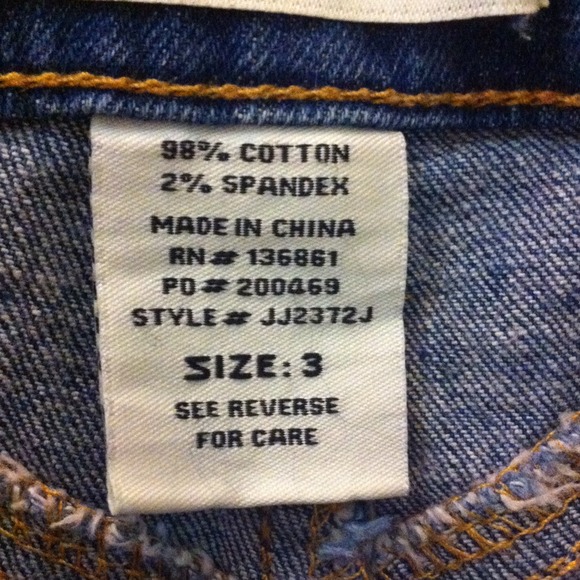 98% COTTON
2% SPANDEX
MADE IN CHINA
RN# 136861
PO# 200469
STYLE# JJ2372J
SIZE: 3
SEE REVERSE
FOR CARE